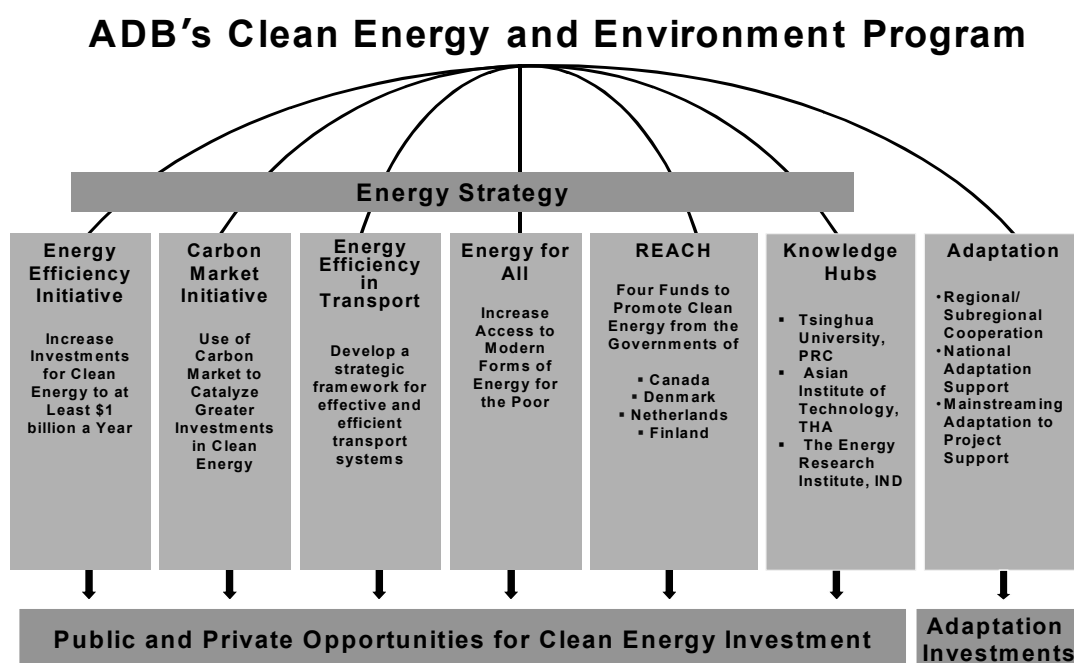 ADB's Clean Energy and Environment Program
Energy Strategy
Energy
Efficiency
Initiative
Increase
Investments
for Clean
Energy to at
Least $1
billion a Year
Carbon
Market
Initiative
Use of
Carbon
Market to
Catalyze
Greater
Investments
in Clean
Energy
Energy
Efficiency
in
Transport
Develop a
strategic
framework for
effective and
efficient
transport
systems
Energy for
All
Increase
Access to
Modern
Forms of
Energy for
the Poor
REACH
Four Funds to
Promote Clean
Energy from the
Governments of
▪ Canada
▪ Denmark
▪ Netherlands
▪ Finland
Knowledge
Hubs
▪ Tsinghua
University,
PRC
▪ Asian
Institute of
Technology,
THA
▪ The Energy
Research
Institute, IND
Adaptation
• Regional/
Subregional
Cooperation
• National
Adaptation
Support
• Mainstreaming
Adaptation to
Project
Support
Public and Private Opportunities for Clean Energy Investment
Adaptation
Investments